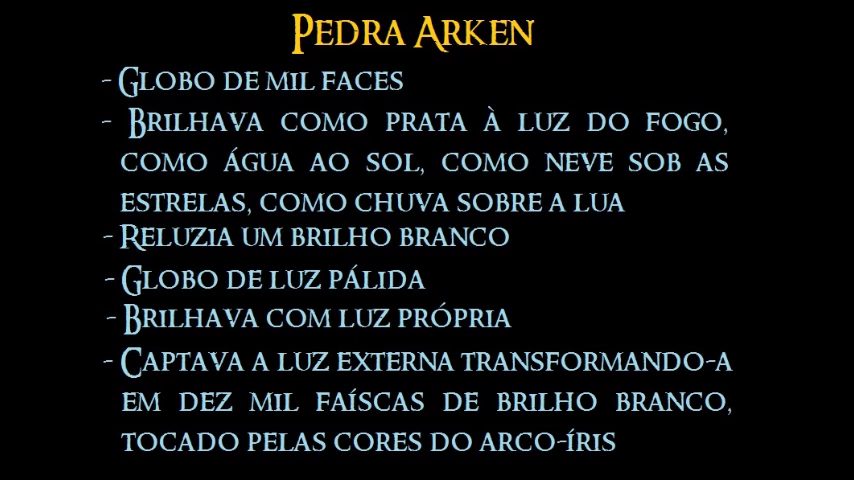 Pedra Arken
- Globo de mil faces
- Brilhava como prata à luz do fogo,
como água ao sol, como neve sob as
estrelas, como chuva sobre a lua
- Reluzia um brilho branco
- Globo de luz pálida
- Brilhava com luz própria
- Captava a luz externa transformando-a
em dez mil faíscas de brilho branco,
tocado pelas cores do arco-íris